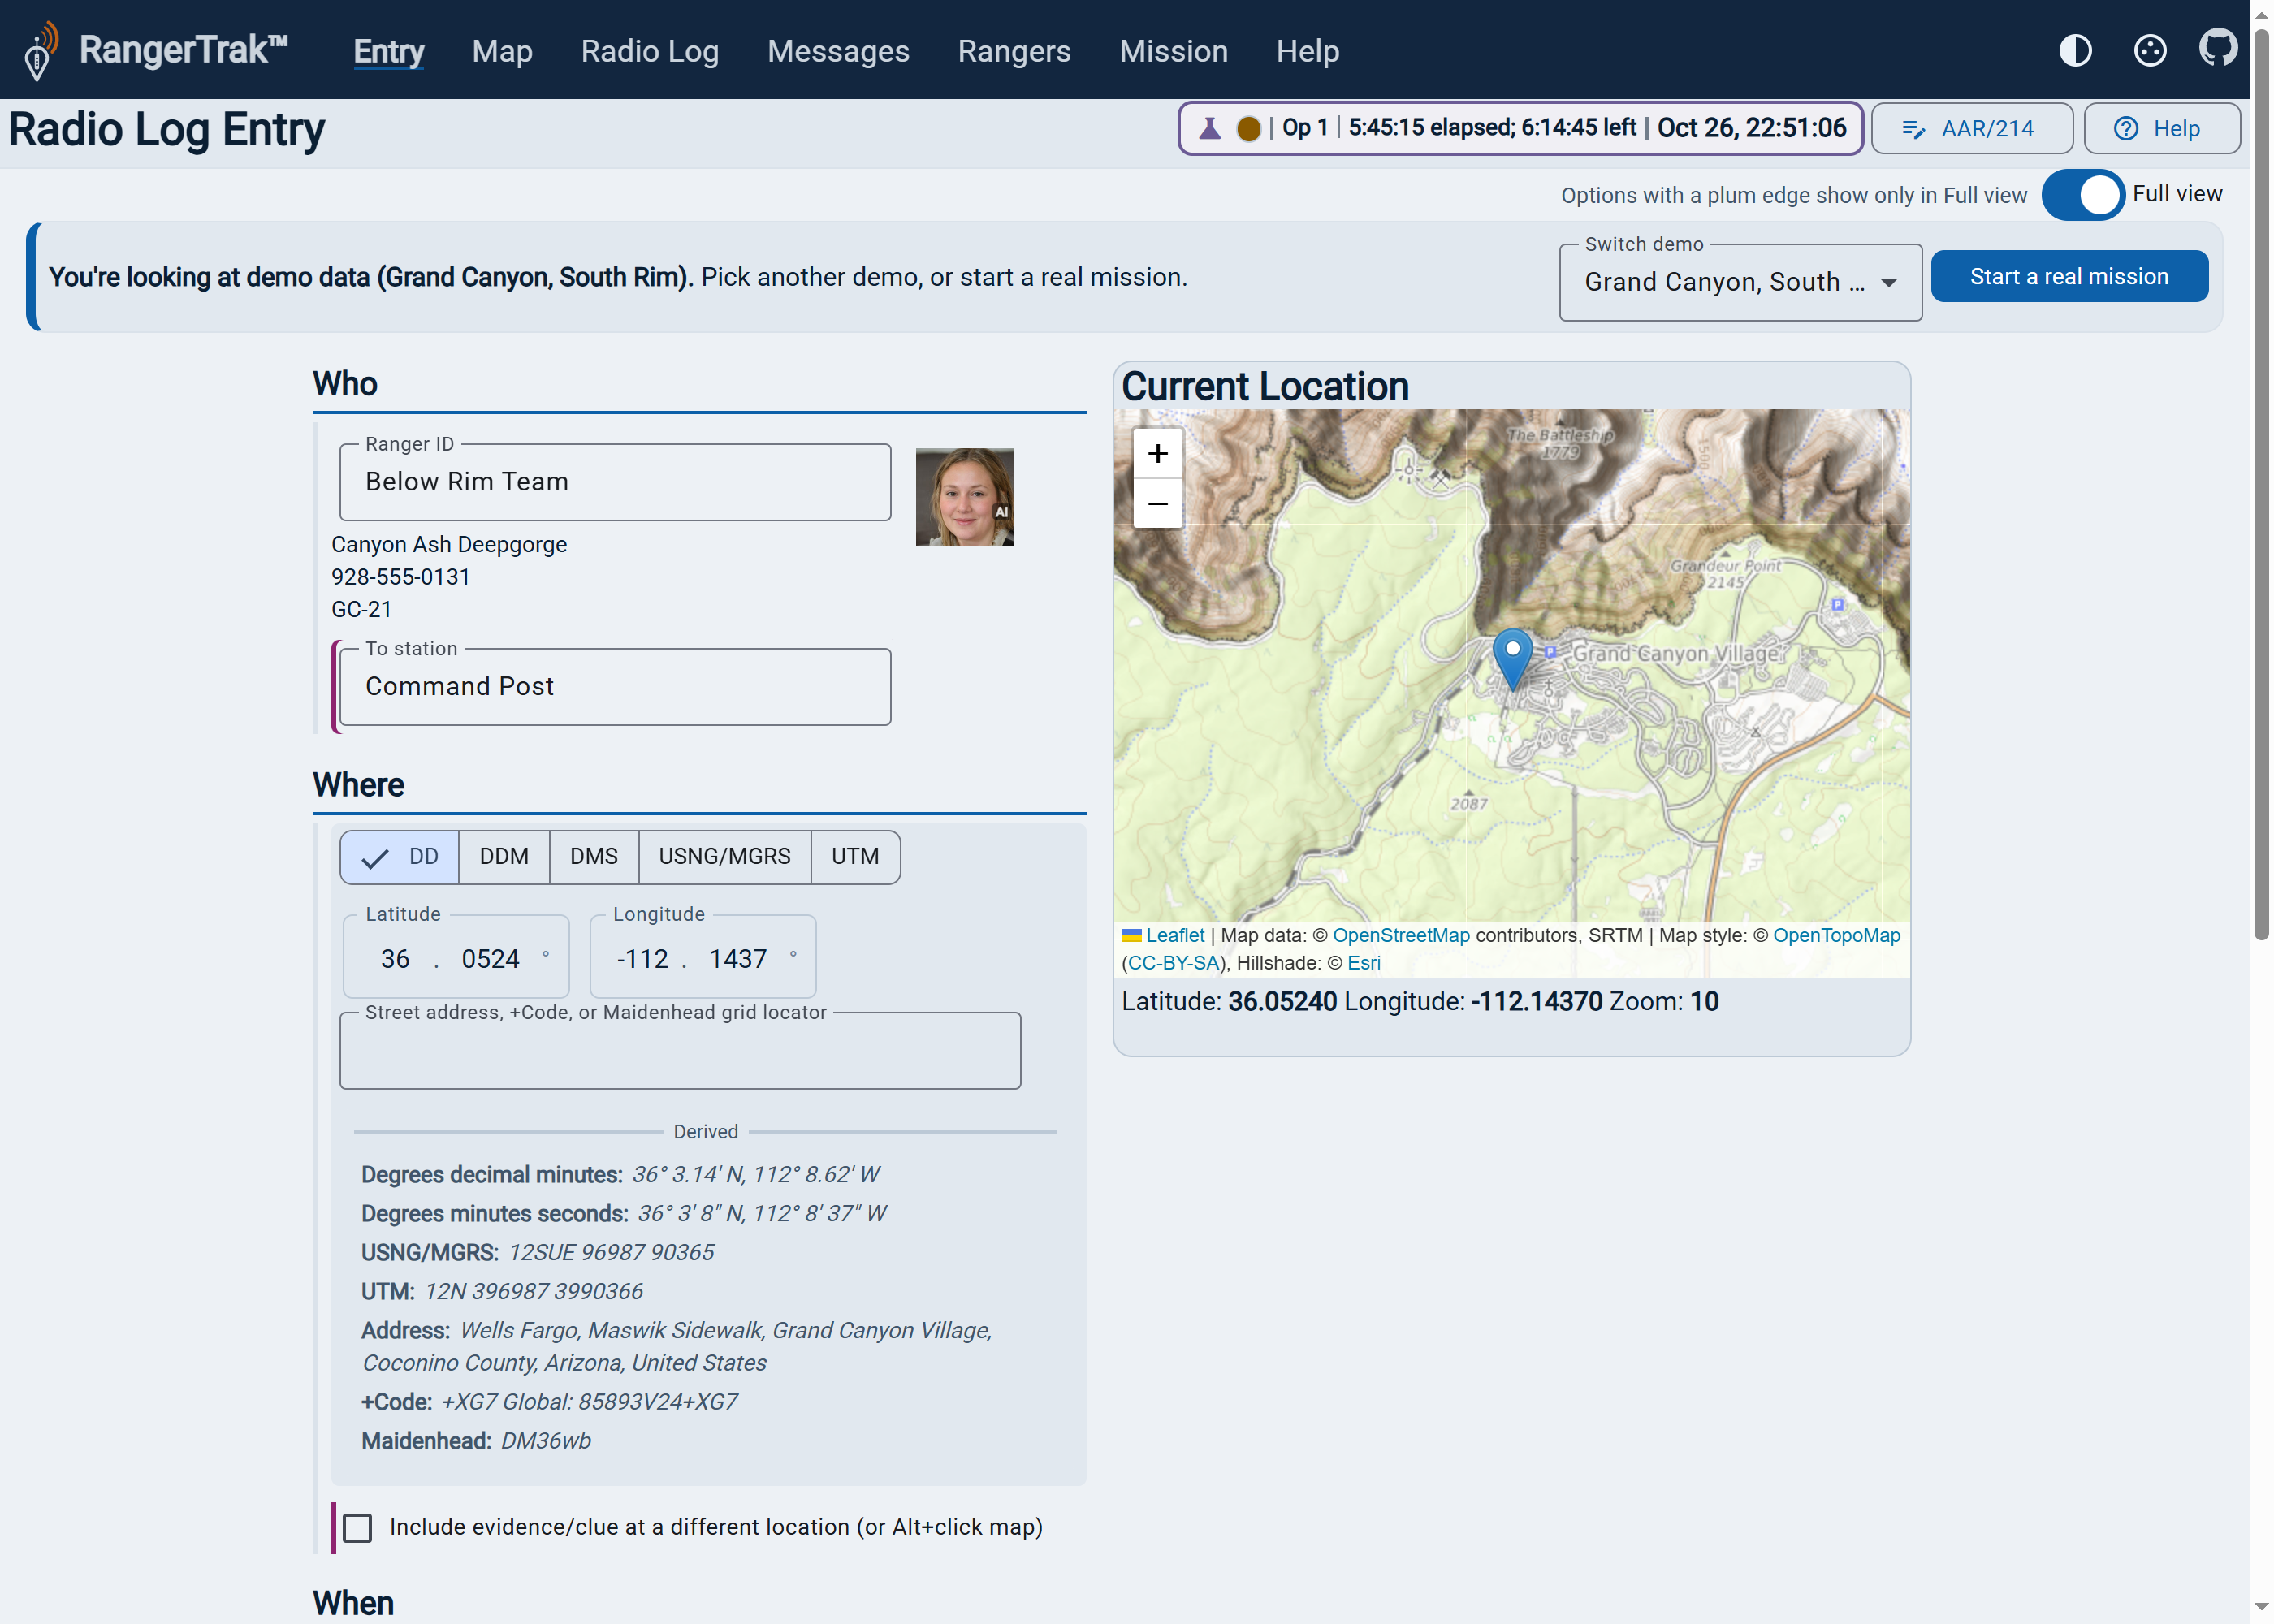 RangerTrak™
Entry
Map
Radio Log
Messages
Rangers
Mission
Help
Radio Log Entry
| Op 1 | 5:45:15 elapsed; 6:14:45 left | Oct 26, 22:51:06
AAR/214
Help
Options with a plum edge show only in Full view
Full view
You're looking at demo data (Grand Canyon, South Rim). Pick another demo, or start a real mission.
Switch demo
Grand Canyon, South ...
Start a real mission
Who
Ranger ID
Below Rim Team
AI
Canyon Ash Deepgorge
928-555-0131
GC-21
To station
Command Post
Where
DD
DDM
DMS
USNG/MGRS
UTM
Latitude
36 . 0524 °
Longitude
-112 . 1437 °
Street address, +Code, or Maidenhead grid locator
Derived
Degrees decimal minutes: 36° 3.14' N, 112° 8.62' W
Degrees minutes seconds: 36° 3' 8" N, 112° 8' 37" W
USNG/MGRS: 12SUE 96987 90365
UTM: 12N 396987 3990366
Address: Wells Fargo, Maswik Sidewalk, Grand Canyon Village,
Coconino County, Arizona, United States
+Code: +XG7 Global: 85893V24+XG7
Maidenhead: DM36wb
Include evidence/clue at a different location (or Alt+click map)
When
Current Location
+
−
The Battleship
1779
1500
Grandeur Point
2145
P
P
Grand Canyon Village
2087
Leaflet | Map data: © OpenStreetMap contributors, SRTM | Map style: © OpenTopoMap
(CC-BY-SA), Hillshade: © Esri
Latitude: 36.05240 Longitude: -112.14370 Zoom: 10